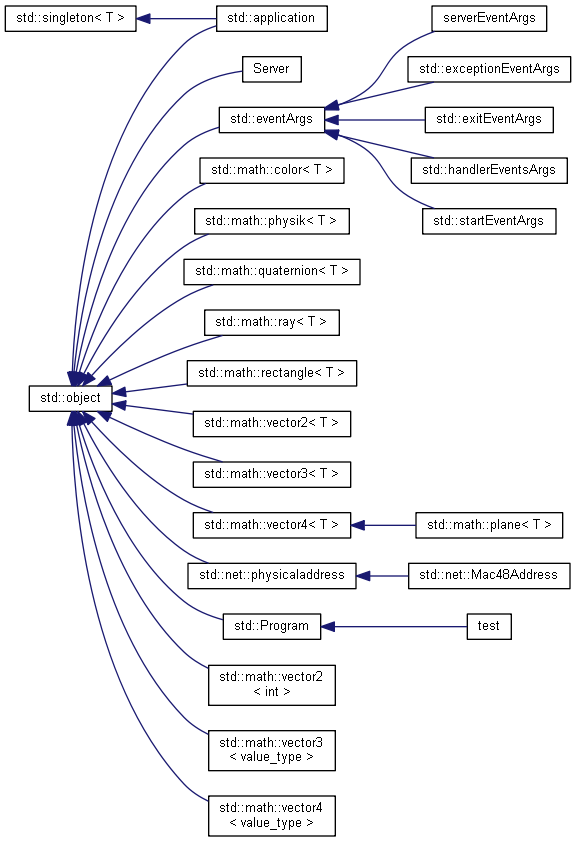 std::singleton< T >
std::application
serverEventArgs
Server
std::exceptionEventArgs
std::eventArgs
std::exitEventArgs
std::math::color< T >
std::handlerEventsArgs
std::math::physik< T >
std::startEventArgs
std::math::quaternion< T >
std::math::ray< T >
std::math::rectangle< T >
std::object
std::math::vector2< T >
std::math::vector3< T >
std::math::vector4< T >
std::math::plane< T >
std::net::physicaladdress
std::net::Mac48Address
std::Program
test
std::math::vector2
< int >
std::math::vector3
< value_type >
std::math::vector4
< value_type >